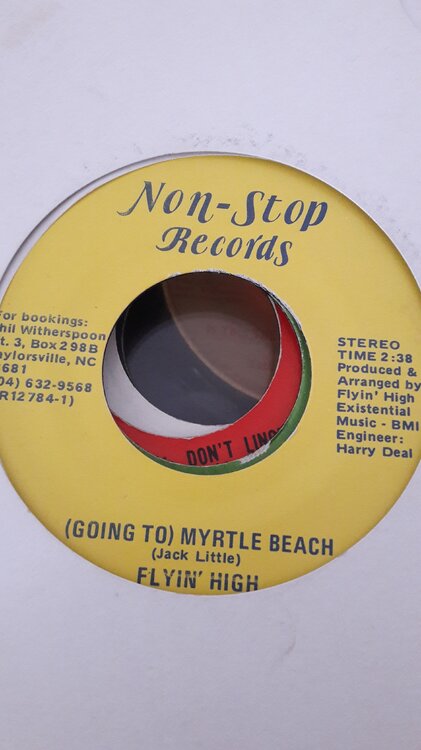 Non-Stop
Records
For bookings:
hil Witherspoon
t. 3, Box 298B
aylorsville, NC
681
04) 632-9568
R12784-1)
STEREO
TIME 2:38
Produced &
Arranged by
Flyin' High
Existential
Music - BMI
Engineer:
Harry Deal
DON'T
(GOING TO) MYRTLE BEACH
(Jack Little)
FLYIN' HIGH